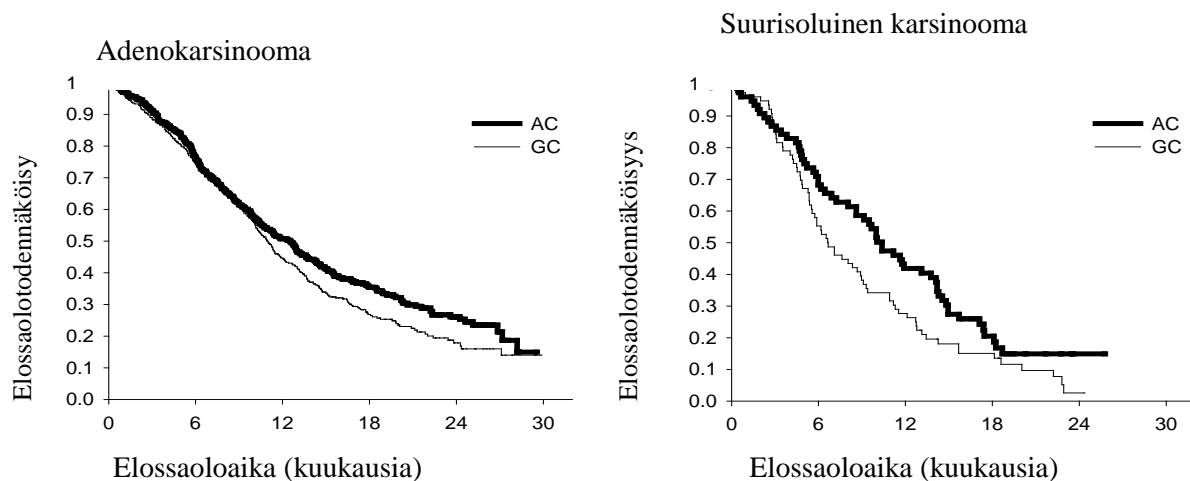 Adenokarsinooma
1
0.9
0.8
0.7
0.6
0.5
0.4
0.3
0.2
0.1
0.0
0 6 12 18 24 30
AC
GC
Elossaolotodennäköisy
Elossaoloaika (kuukausia)
Suurisoluinen karsinooma
1
0.9
0.8
0.7
0.6
0.5
0.4
0.3
0.2
0.1
0.0
0 6 12 18 24 30
AC
GC
Elossaolotodennäköisyys
Elossaoloaika (kuukausia)